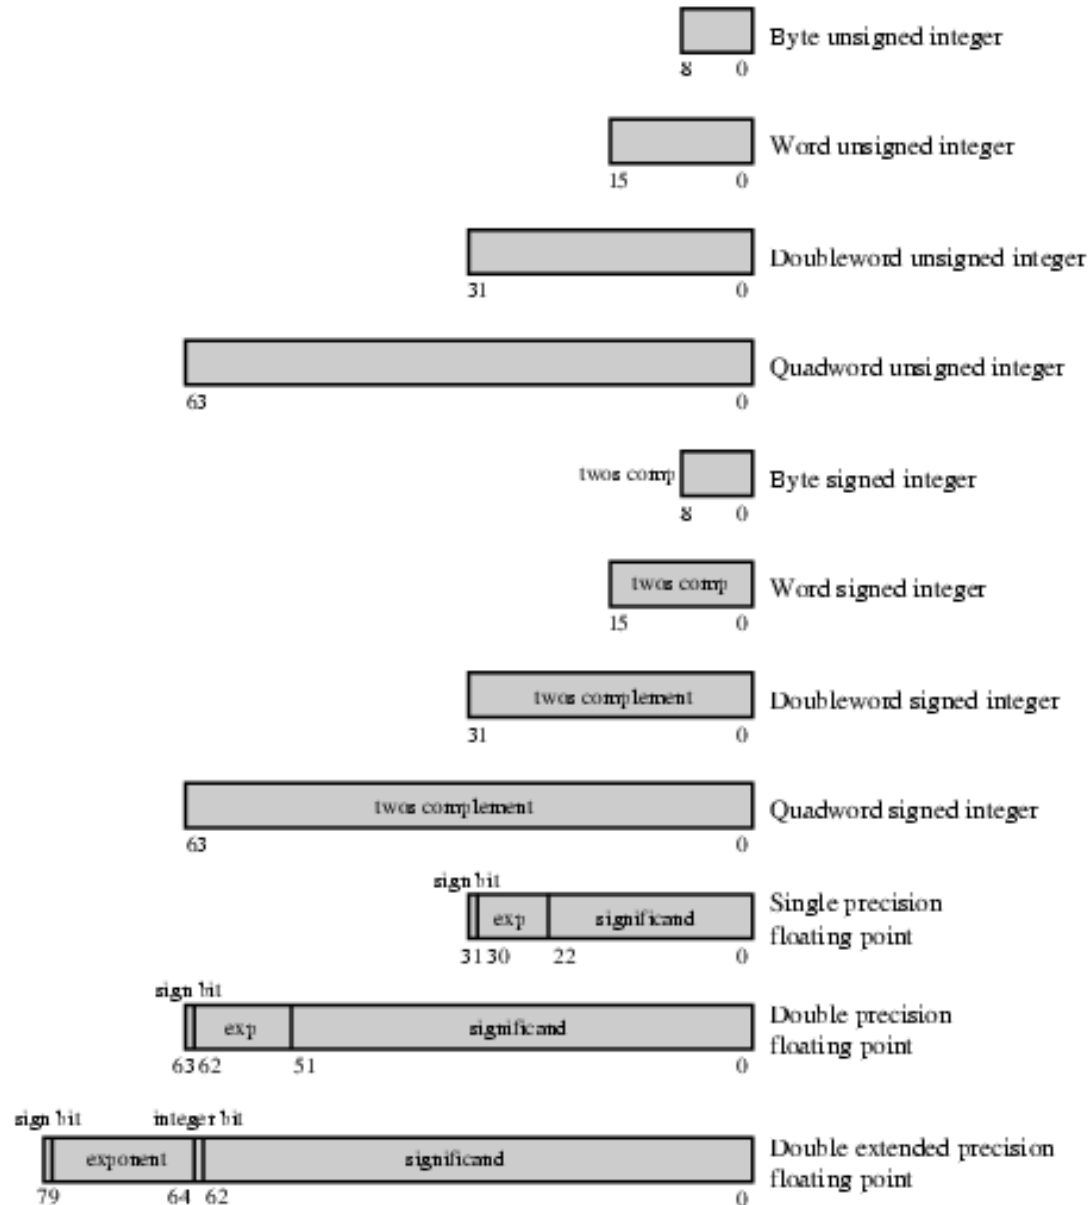 Byte unsigned integer
8 0
Word unsigned integer
15 0
Doubleword unsigned integer
31 0
Quadword unsigned integer
63 0
twos comp Byte signed integer
8 0
twos comp Word signed integer
15 0
twos complement Doubleword signed integer
31 0
twos complement Quadword signed integer
63 0
sign bit
exp significand Single precision
floating point
31 30 22 0
sign bit
exp significand Double precision
floating point
63 62 51 0
sign bit integer bit
exponent significand Double extended precision
floating point
79 64 62 0